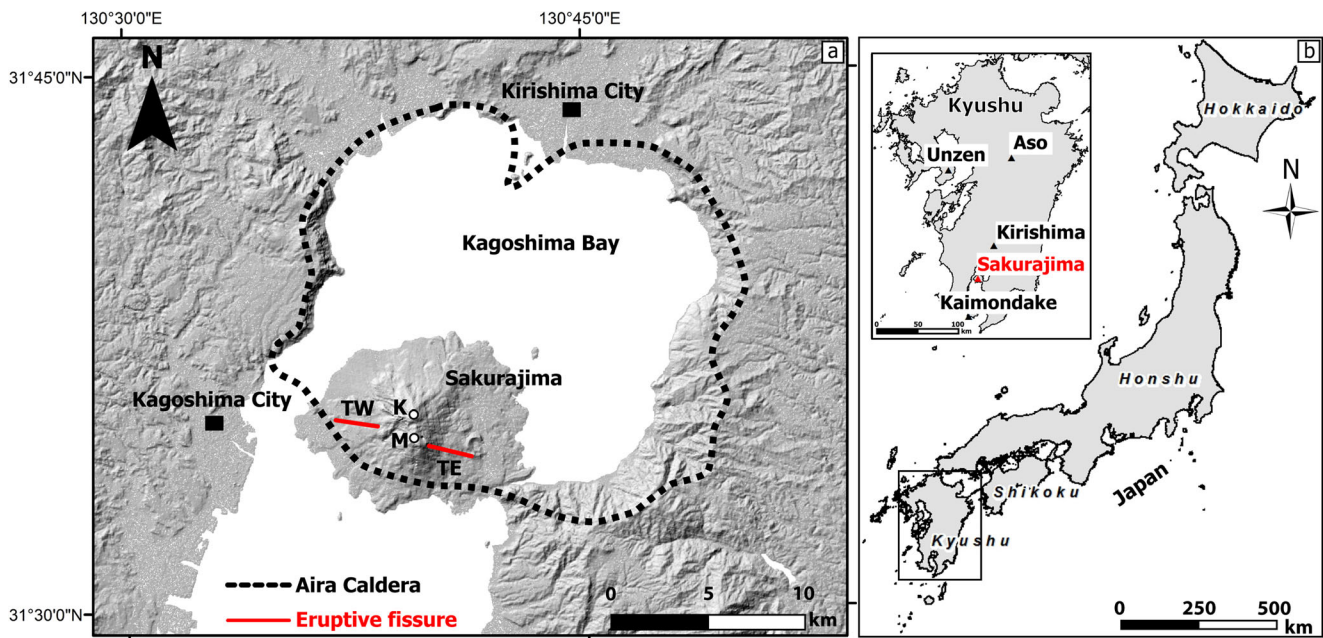 130°30'0"E
130°45'0"E
31°45'0"N
31°30'0"N
a
N
Kirishima City
Kagoshima Bay
Sakurajima
Kagoshima City
TW
K
M
TE
Aira Caldera
Eruptive fissure
0 5 10
km
b
Kyushu
Unzen
Aso
Kirishima
Sakurajima
Kaimondake
0 50 100
km
Hokkaido
N
Honshu
Japan
Shikoku
Kyushu
0 250 500
km